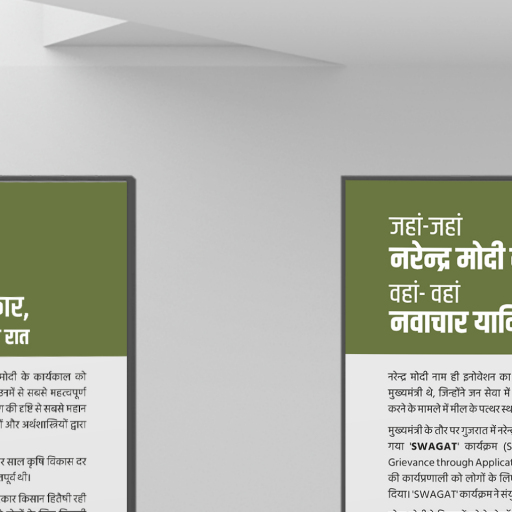 रात
मोदी के कार्यकाल को
उनमें से सबसे महत्वपूर्ण
की दृष्टि से सबसे महान
और अर्थशास्त्रियों द्वारा
साल कृषि विकास दर
किसान हितैषी रही
जहां-जहां
नरेन्द्र मोदी
वहां- वहां
नवाचार
नरेन्द्र मोदी नाम ही इनोवेशन का
मुख्यमंत्री थे, जिन्होंने जन सेवा में
करने के मामले में मील के पत्थर
मुख्यमंत्री के तौर पर गुजरात में
गया 'SWAGAT' कार्यक्रम (S
Grievance through Applicat
की कार्यप्रणाली को लोगों के
दिया। 'SWAGAT' कार्यक्रम ने